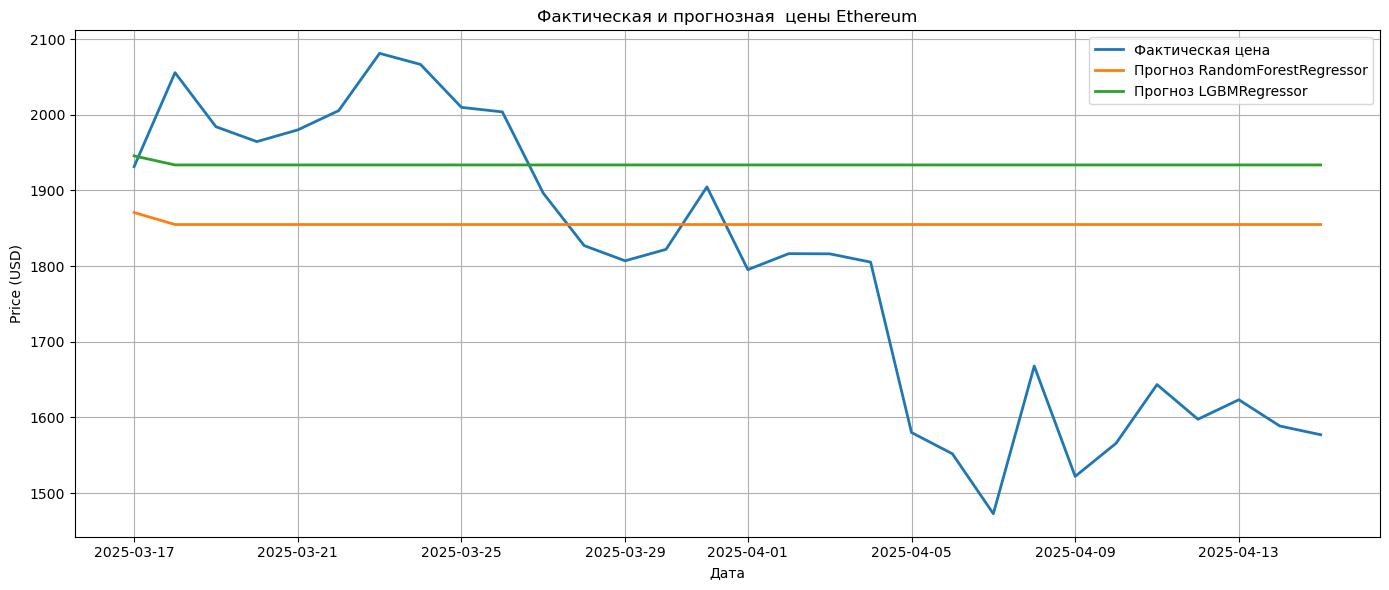 Фактическая и прогнозная  цены Ethereum
Фактическая цена
Прогноз RandomForestRegressor
Прогноз LGBMRegressor
Price (USD)
2100
2000
1900
1800
1700
1600
1500
2025-03-17
2025-03-21
2025-03-25
2025-03-29
2025-04-01
2025-04-05
2025-04-09
2025-04-13
Дата